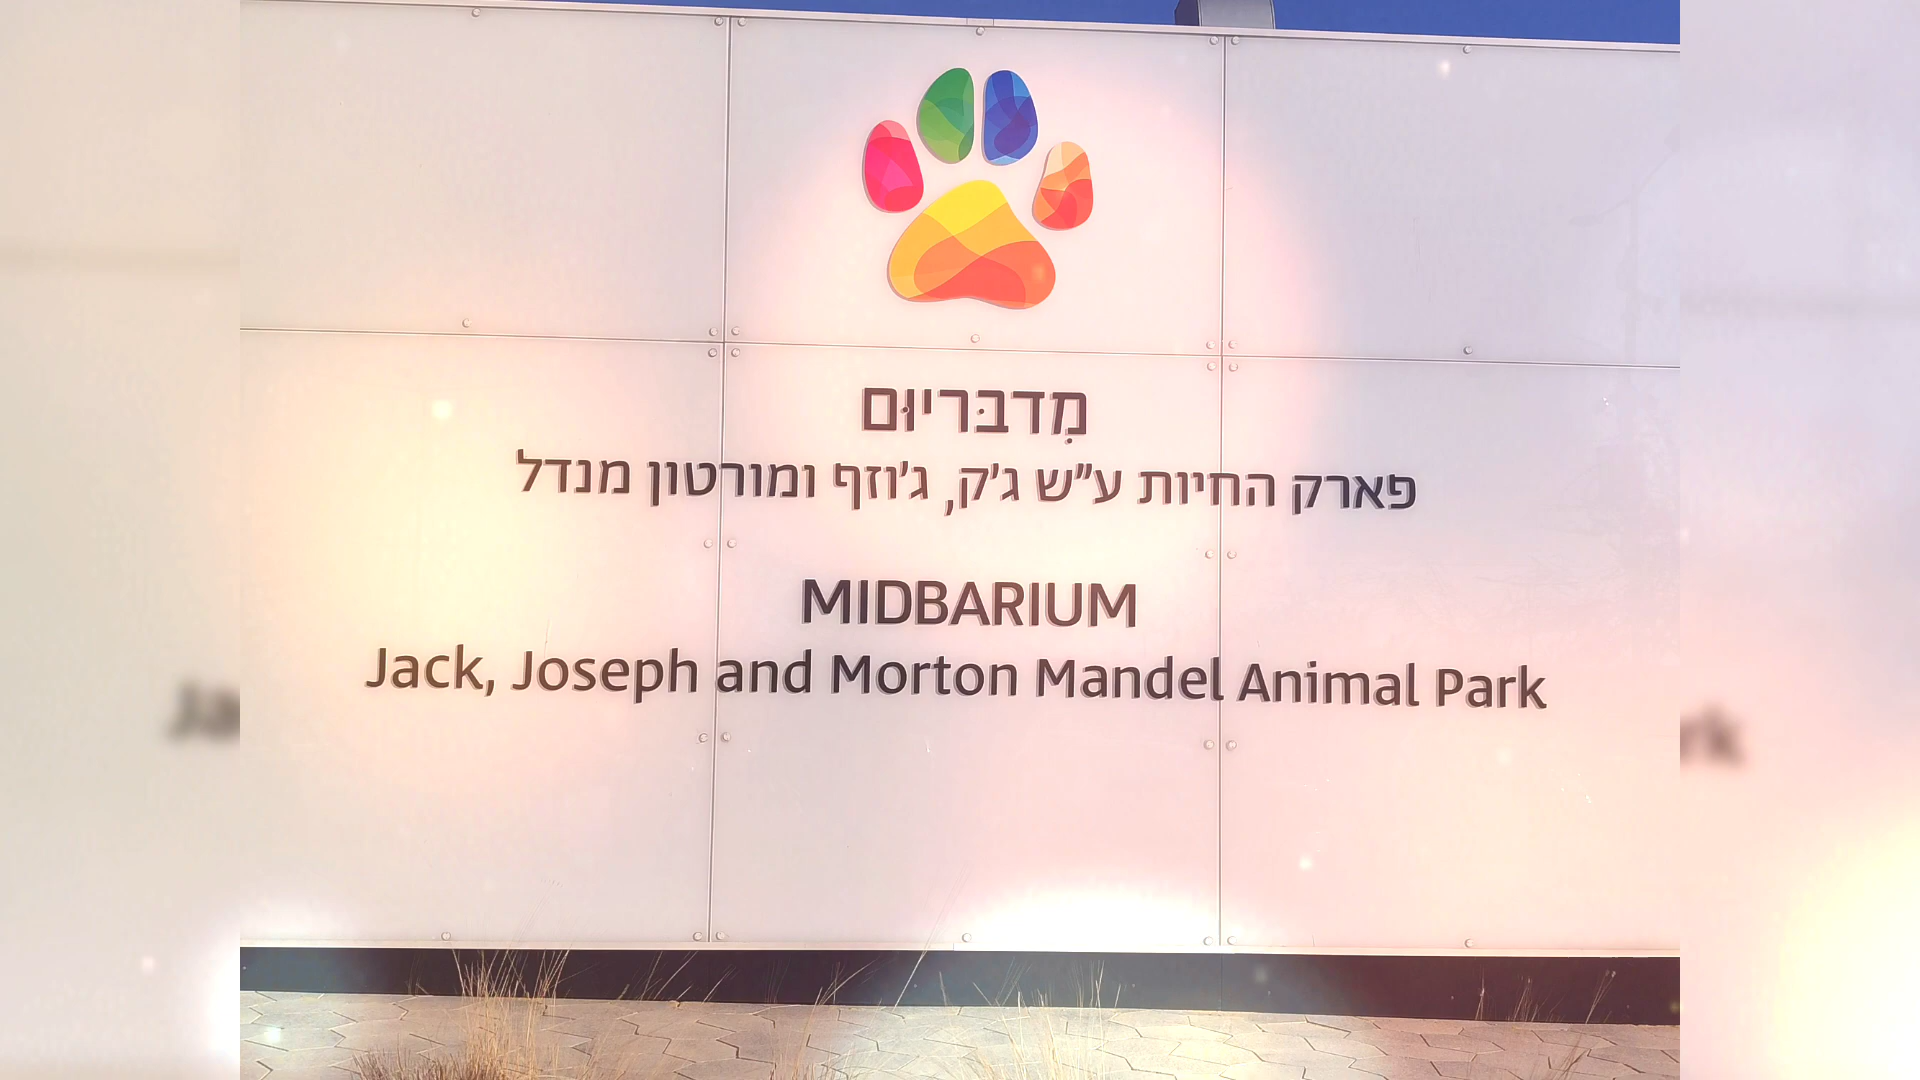 מִדבּריוּם
פארק החיות ע"ש ג'ק, ג'וזף ומורטון מנדל
MIDBARIUM
Jack, Joseph and Morton Mandel Animal Park